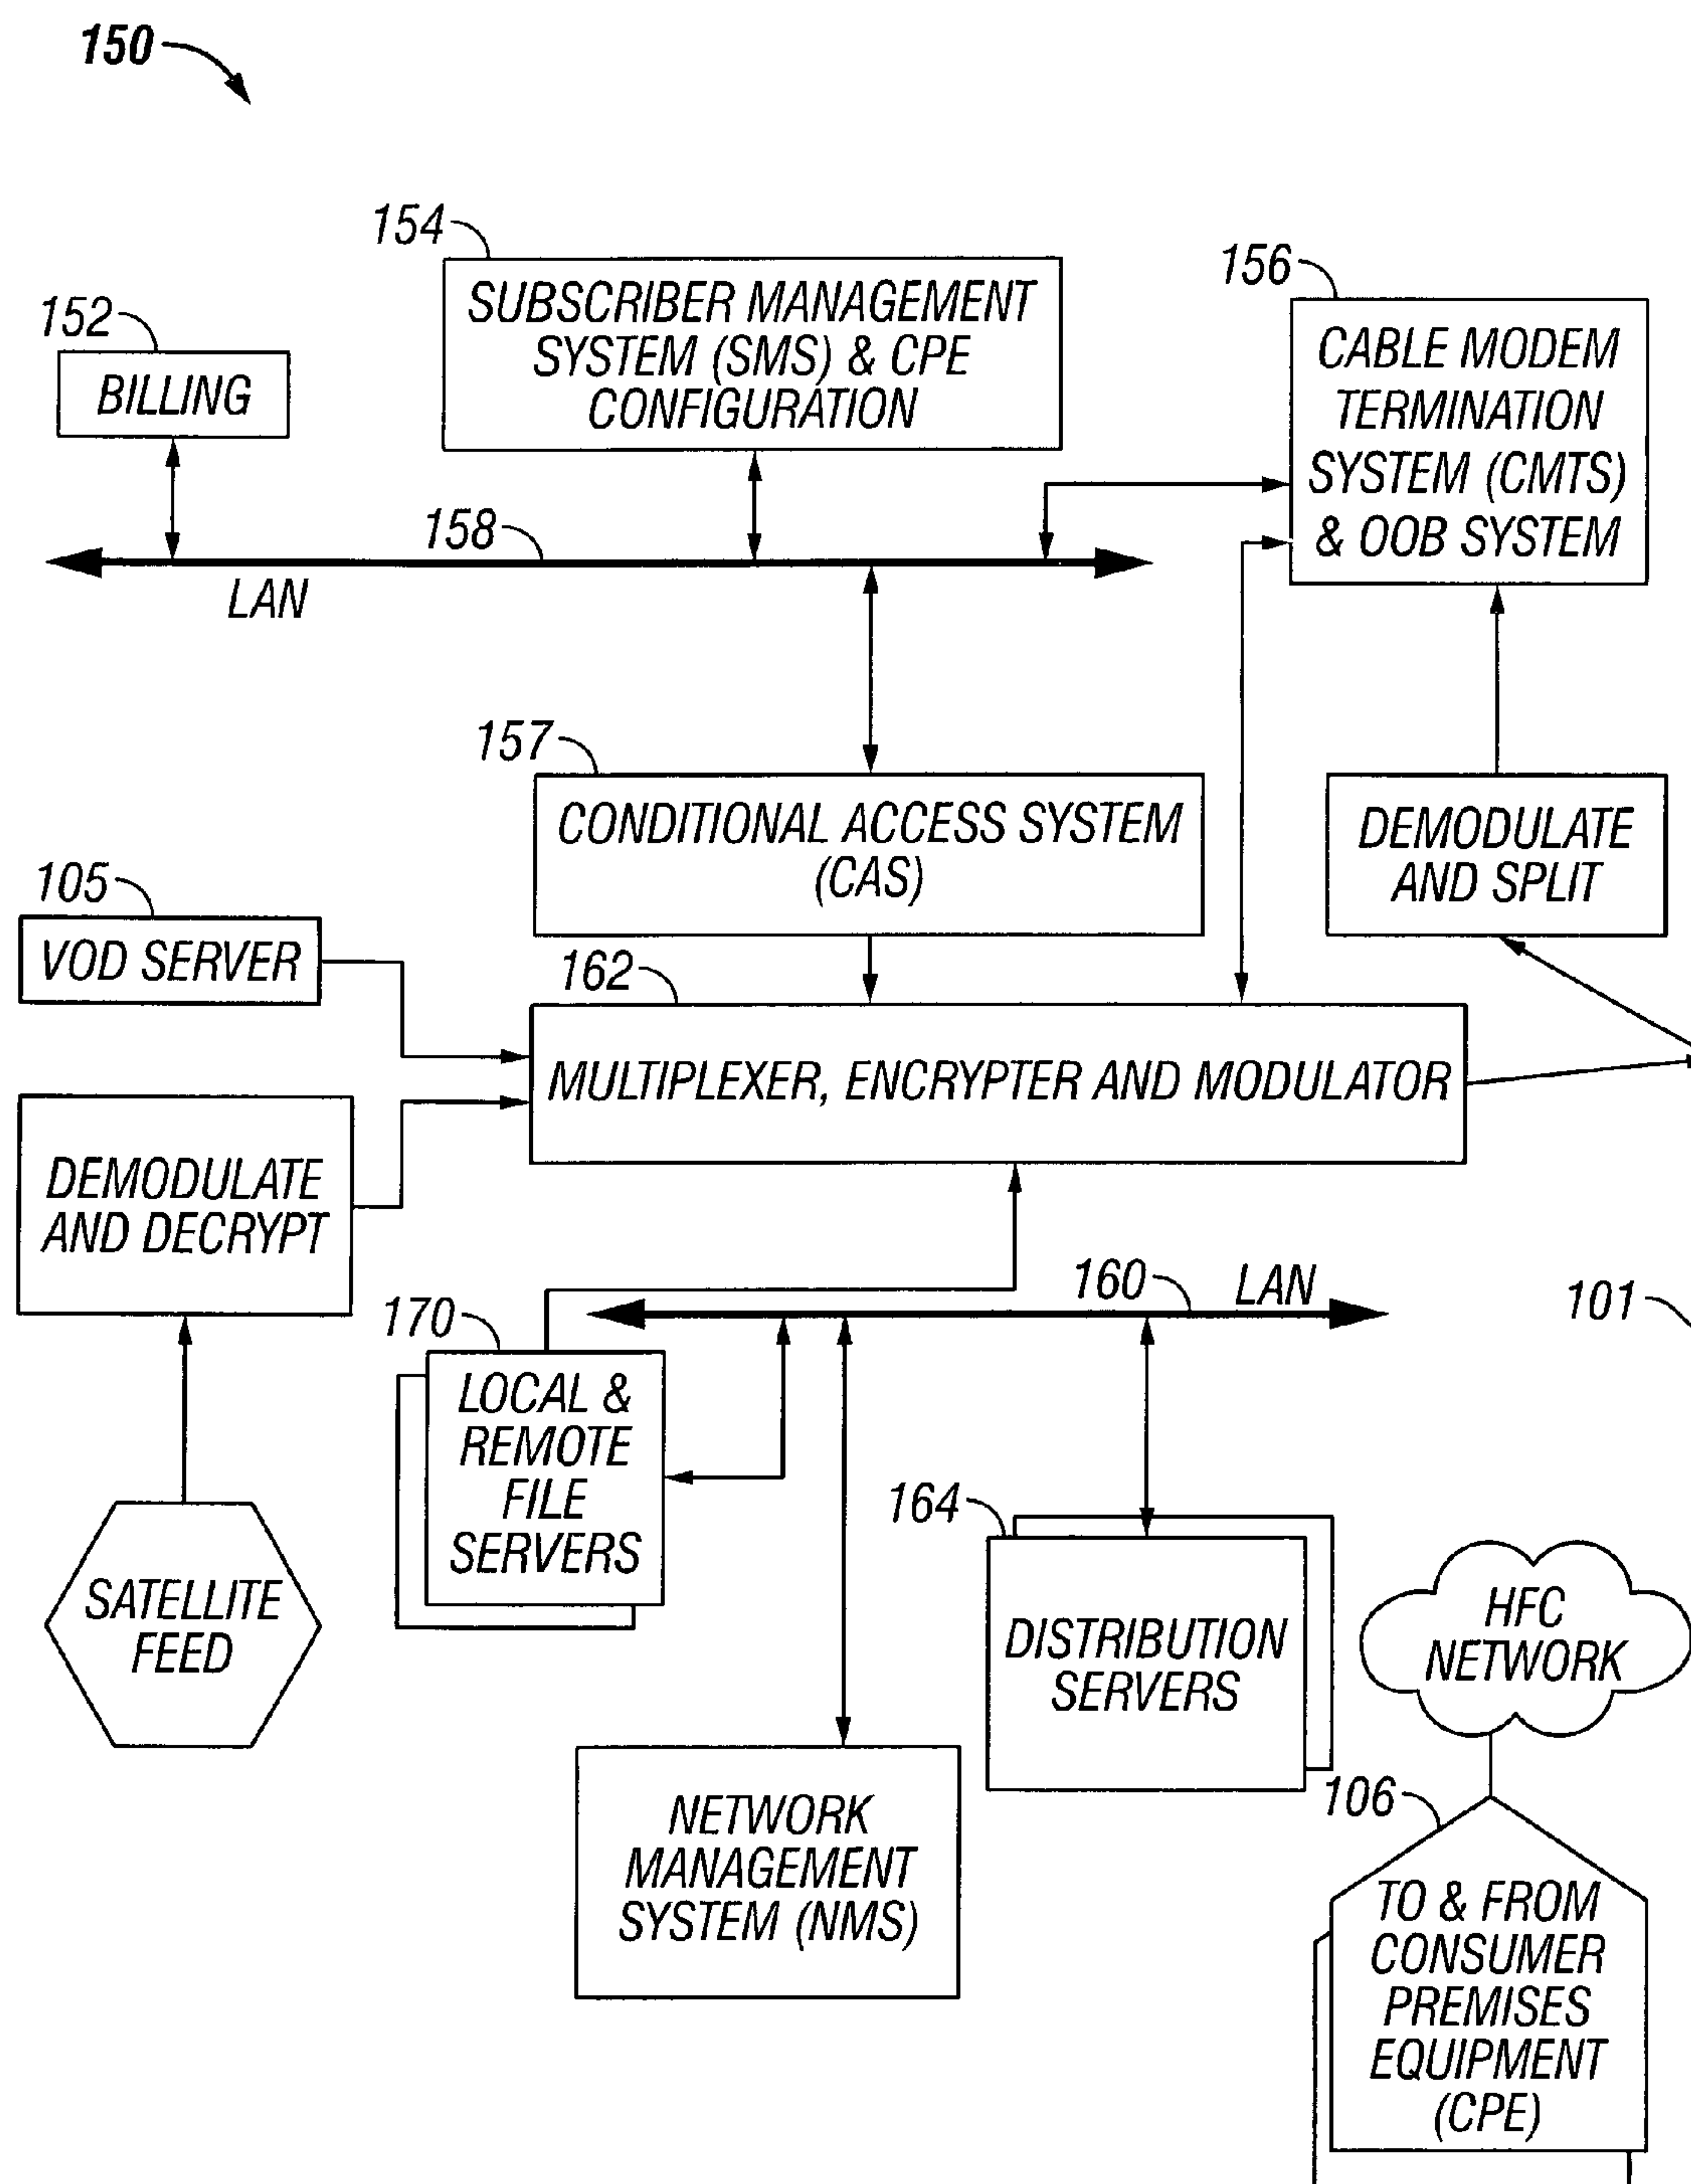 150
154
SUBSCRIBER MANAGEMENT
SYSTEM (SMS) & CPE
CONFIGURATION
156
CABLE MODEM
TERMINATION
SYSTEM (CMTS)
& OOB SYSTEM
152
BILLING
158
LAN
157
CONDITIONAL ACCESS SYSTEM
(CAS)
DEMODULATE
AND SPLIT
105
VOD SERVER
162
MULTIPLEXER, ENCRYPTER AND MODULATOR
DEMODULATE
AND DECRYPT
160
LAN
101
170
LOCAL &
REMOTE
FILE
SERVERS
164
DISTRIBUTION
SERVERS
SATELLITE
FEED
HFC
NETWORK
NETWORK
MANAGEMENT
SYSTEM (NMS)
106
TO & FROM
CONSUMER
PREMISES
EQUIPMENT
(CPE)